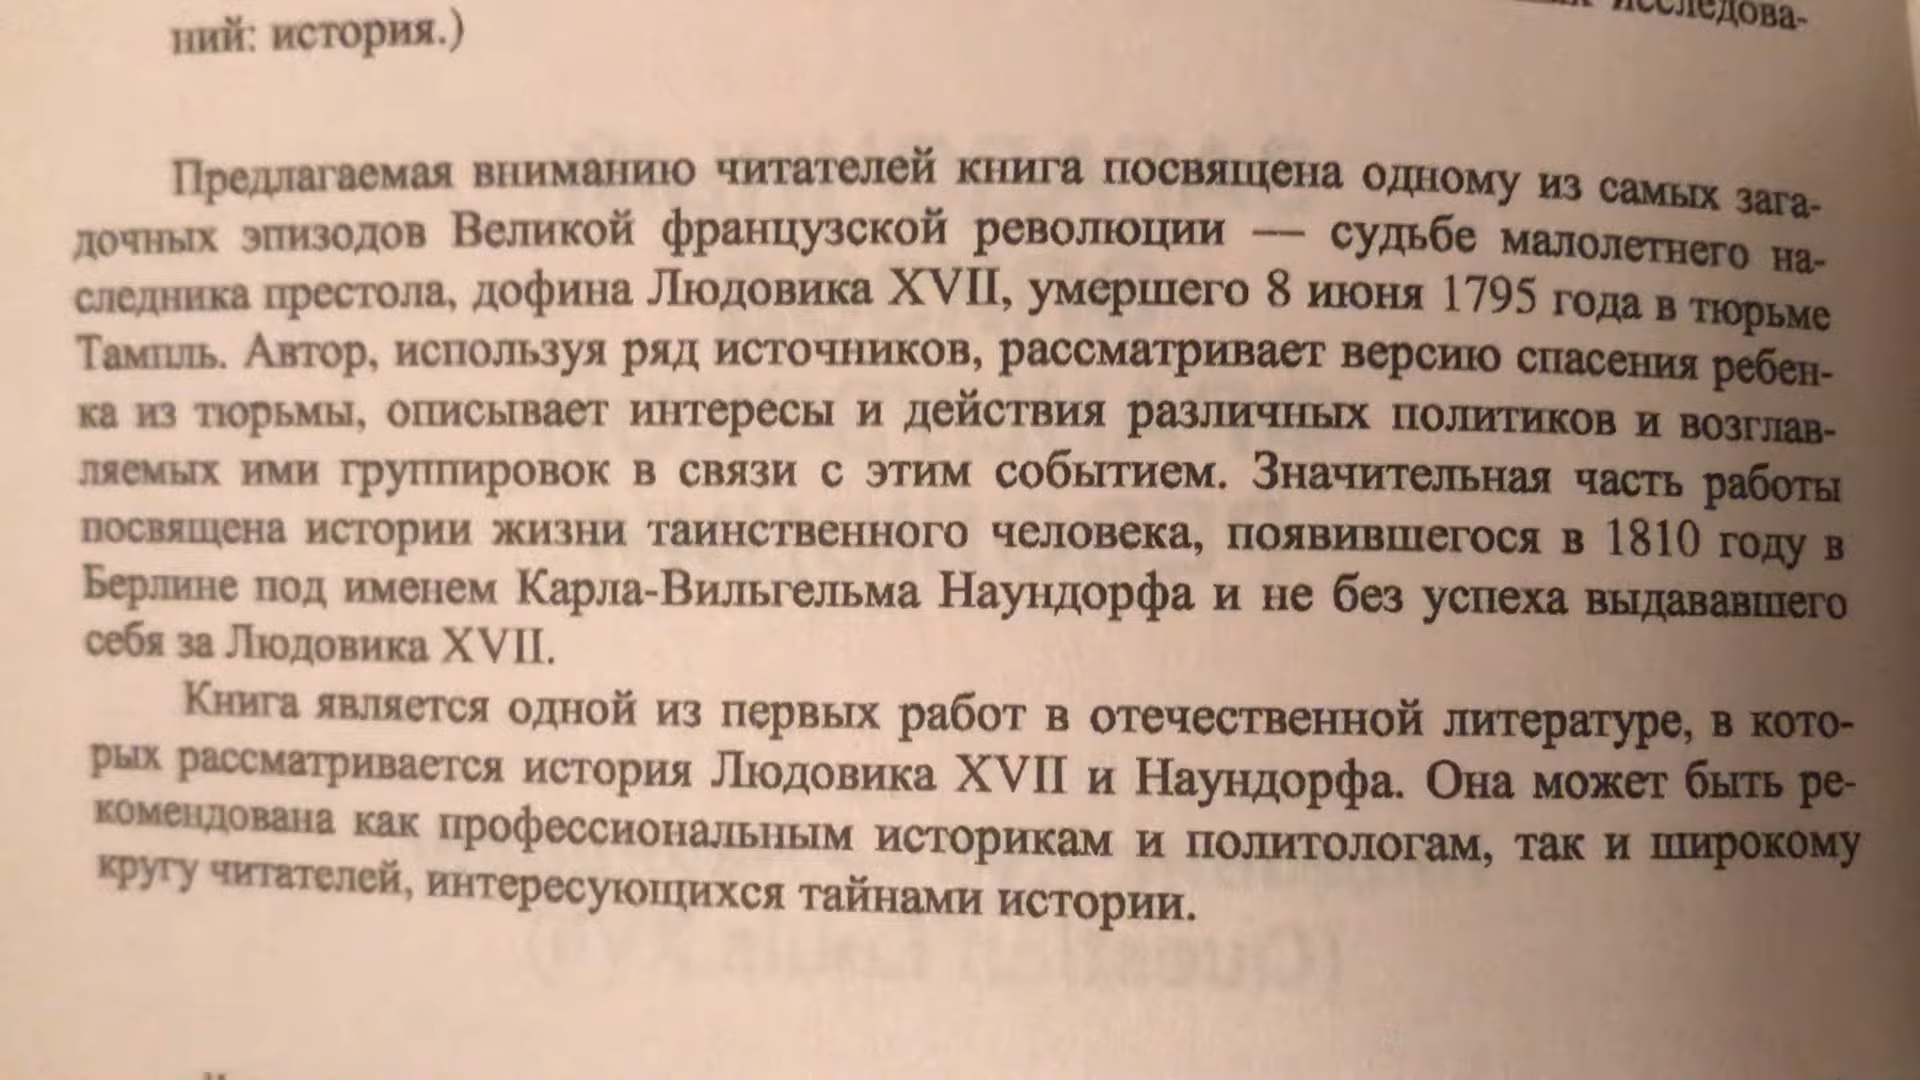 исследова-
ний: история.)
Предлагаемая вниманию читателей книга посвящена одному из самых зага-
дочных эпизодов Великой французской революции — судьбе малолетнего на-
следника престола, дофина Людовика XVII, умершего 8 июня 1795 года в тюрьме
Тампль. Автор, используя ряд источников, рассматривает версию спасения ребен-
ка из тюрьмы, описывает интересы и действия различных политиков и возглав-
ляемых ими группировок в связи с этим событием. Значительная часть работы
посвящена истории жизни таинственного человека, появившегося в 1810 году в
Берлине под именем Карла-Вильгельма Наундорфа и не без успеха выдававшего
себя за Людовика XVII.
Книга является одной из первых работ в отечественной литературе, в кото-
рых рассматривается история Людовика XVII и Наундорфа. Она может быть ре-
комендована как профессиональным историкам и политологам, так и широкому
кругу читателей, интересующихся тайнами истории.